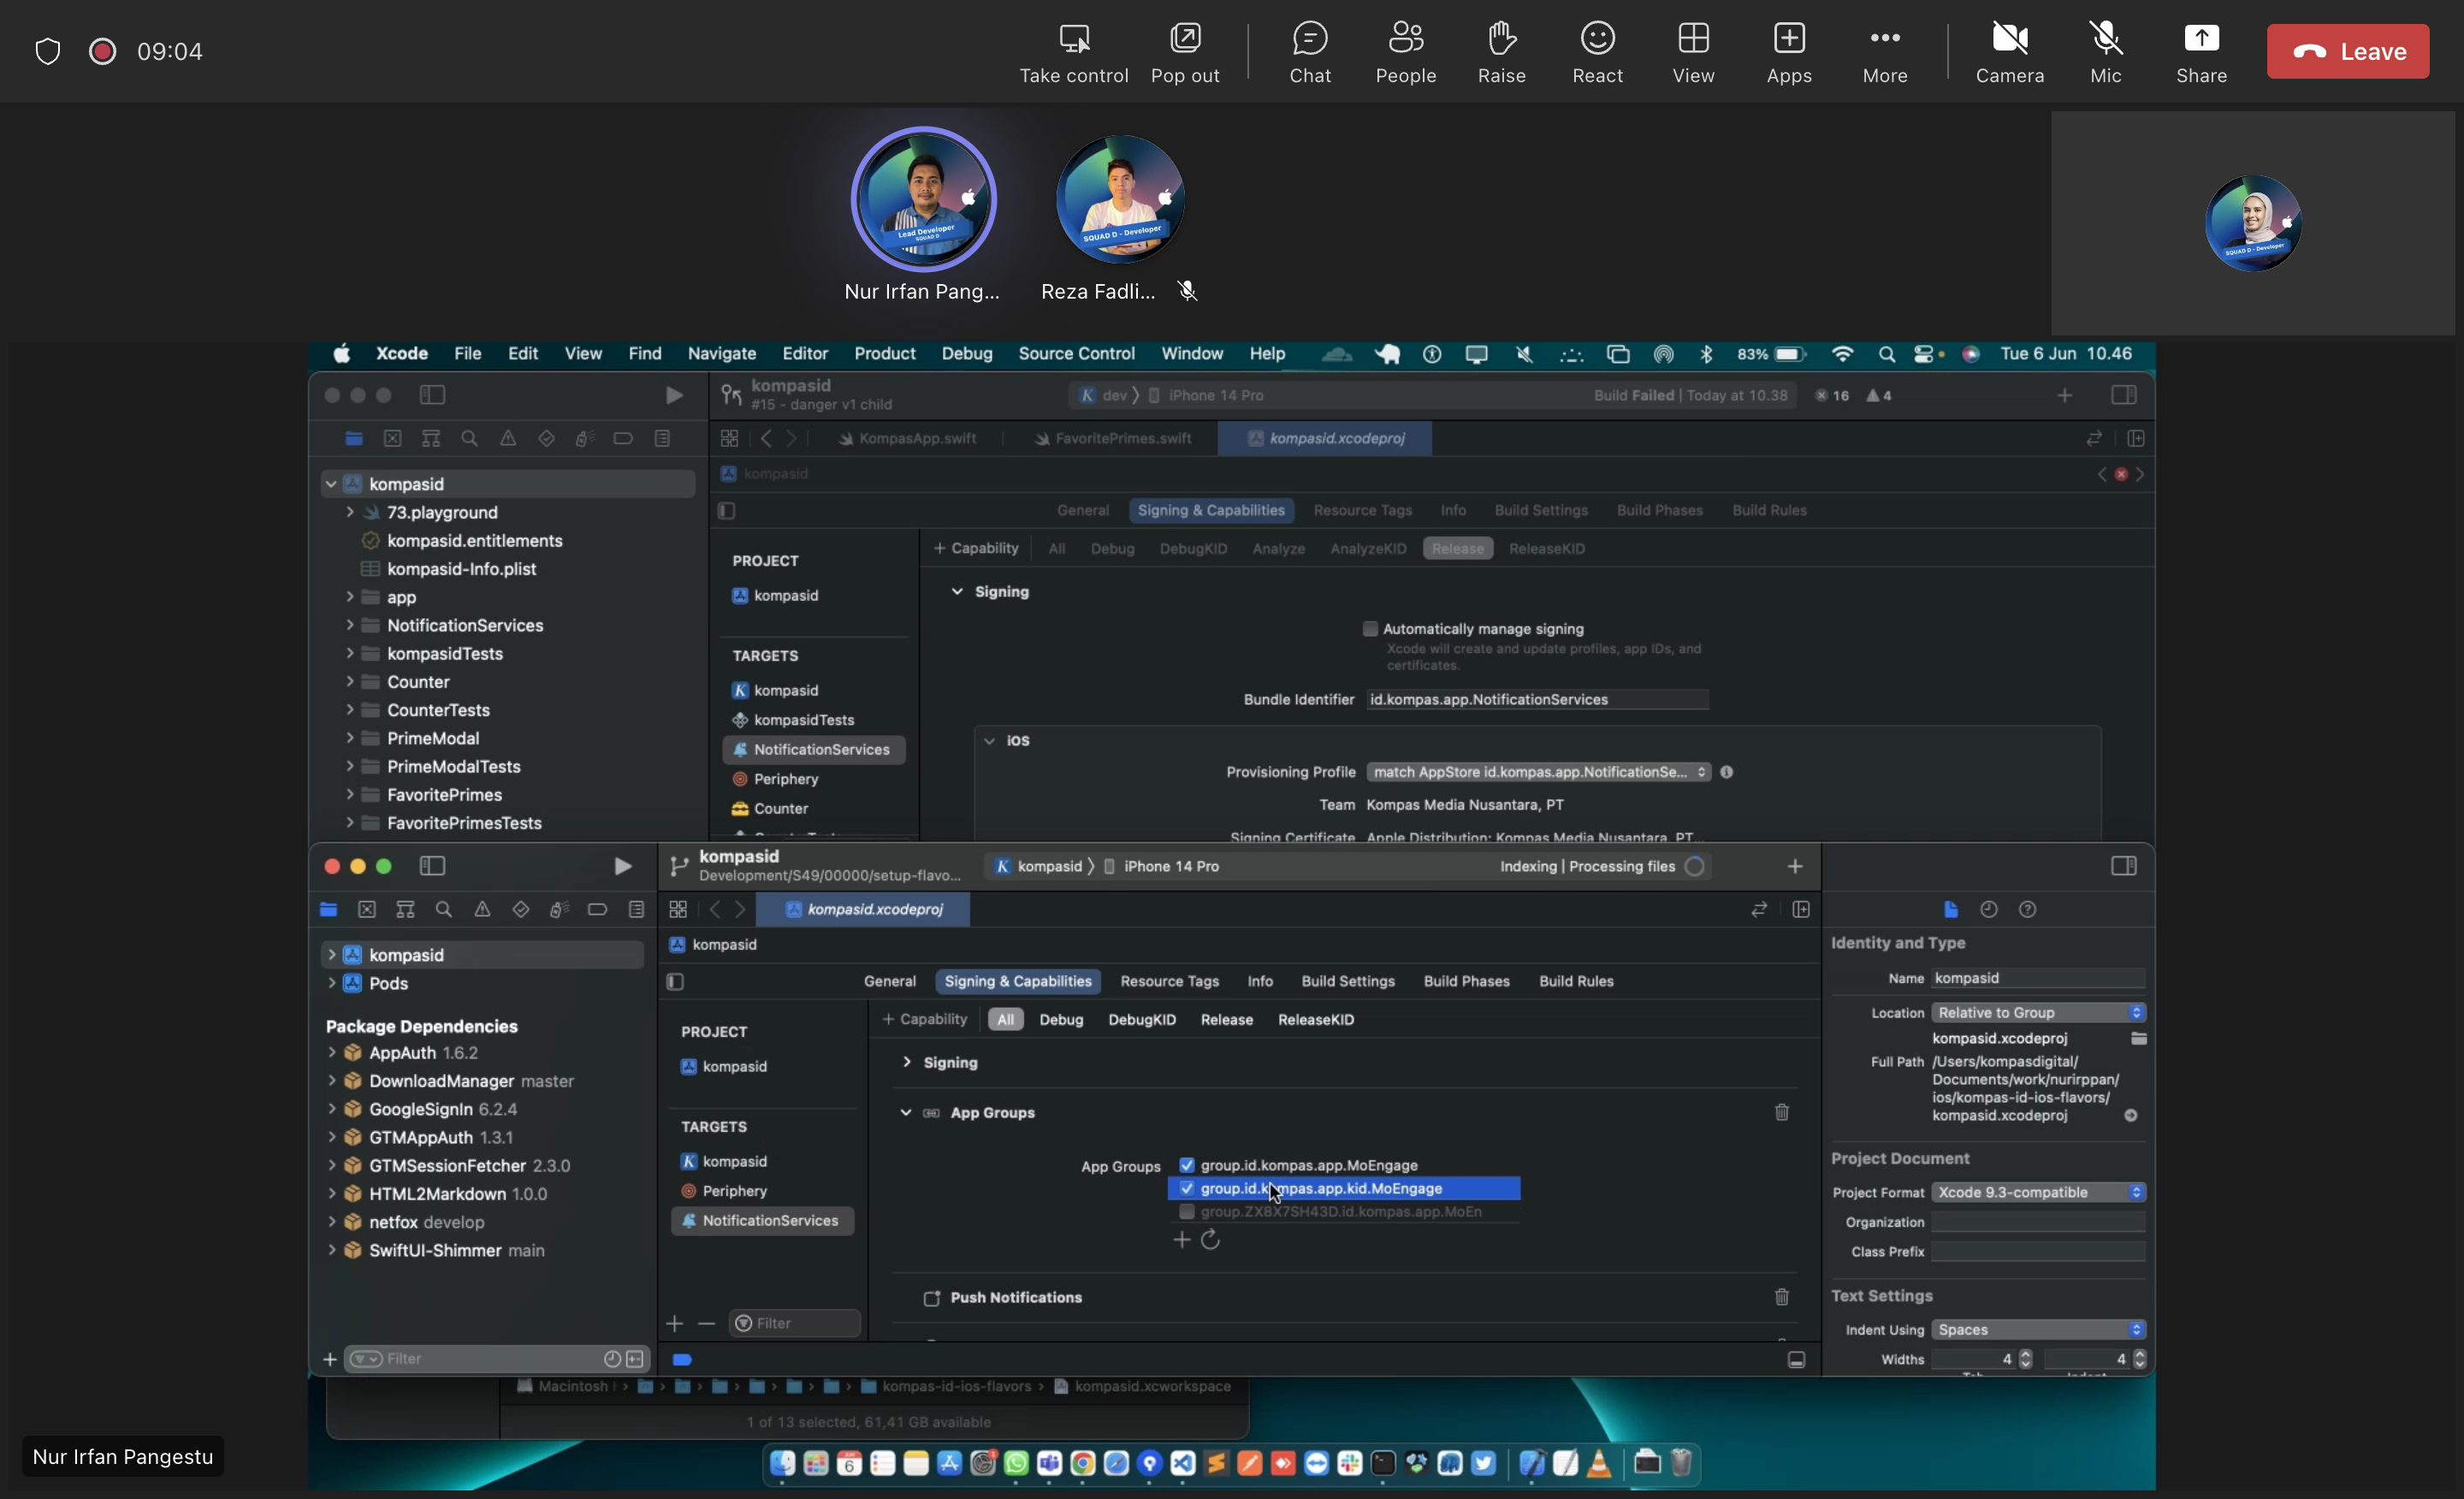 09:04
Take control
Pop out
Chat
People
Raise
React
View
Apps
More
Camera
Mic
Share
Leave
Lead Developer
SQUAD D
SQUAD D - Developer
SQUAD D - Developer
Nur Irfan Pang...
Reza Fadli...
Xcode File Edit View Find Navigate Editor Product Debug Source Control Window Help 83% Tue 6 Jun 10.46
kompasid
#15 - danger v1 child
K dev 〉 iPhone 14 Pro
Build Failed | Today at 10.38
16
4
KompasApp.swift
FavoritePrimes.swift
kompasid.xcodeproj
kompasid
kompasid
73.playground
kompasid.entitlements
kompasid-Info.plist
app
NotificationServices
kompasidTests
Counter
CounterTests
PrimeModal
PrimeModalTests
FavoritePrimes
FavoritePrimesTests
General Signing & Capabilities Resource Tags Info Build Settings Build Phases Build Rules
PROJECT
kompasid
TARGETS
K kompasid
kompasidTests
NotificationServices
Periphery
Counter
+ Capability All Debug DebugKID Analyze AnalyzeKID Release ReleaseKID
Signing
Automatically manage signing
Xcode will create and update profiles, app IDs, and
certificates.
Bundle Identifier id.kompas.app.NotificationServices
iOS
Provisioning Profile match AppStore id.kompas.app.NotificationSe...
Team Kompas Media Nusantara, PT
Signing Certificate Apple Distribution: Kompas Media Nusantara, PT...
kompasid
Development/S49/00000/setup-flavo...
K kompasid 〉 iPhone 14 Pro
Indexing | Processing files
kompasid.xcodeproj
kompasid
kompasid
Pods
Package Dependencies
AppAuth 1.6.2
DownloadManager master
GoogleSignIn 6.2.4
GTMAppAuth 1.3.1
GTMSessionFetcher 2.3.0
HTML2Markdown 1.0.0
netfox develop
SwiftUI-Shimmer main
Filter
General Signing & Capabilities Resource Tags Info Build Settings Build Phases Build Rules
PROJECT
kompasid
TARGETS
K kompasid
Periphery
NotificationServices
Filter
+ Capability All Debug DebugKID Release ReleaseKID
Signing
App Groups
App Groups
group.id.kompas.app.MoEngage
group.id.kompas.app.kid.MoEngage
group.ZX8X7SH43D.id.kompas.app.MoEn
Push Notifications
Identity and Type
Name kompasid
Location Relative to Group
kompasid.xcodeproj
Full Path /Users/kompasdigital/
Documents/work/nurirppan/
ios/kompas-id-ios-flavors/
kompasid.xcodeproj
Project Document
Project Format Xcode 9.3-compatible
Organization
Class Prefix
Text Settings
Indent Using Spaces
Widths 4 4
Macintosh
kompas-id-ios-flavors
kompasid.xcworkspace
1 of 13 selected, 61,41 GB available
JUN
6
Nur Irfan Pangestu